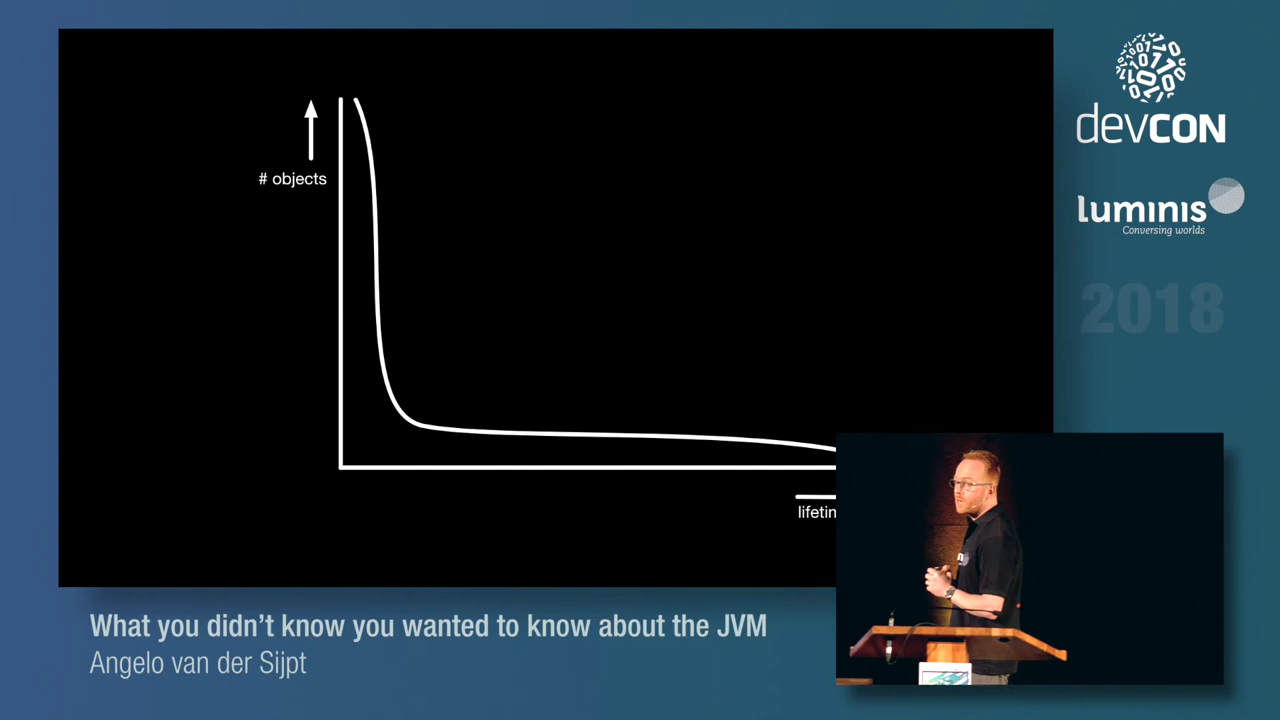 # objects
What you didn't know you wanted to know about the JVM
Angelo van der Sijpt
devCON
luminis
Conversing worlds
2018